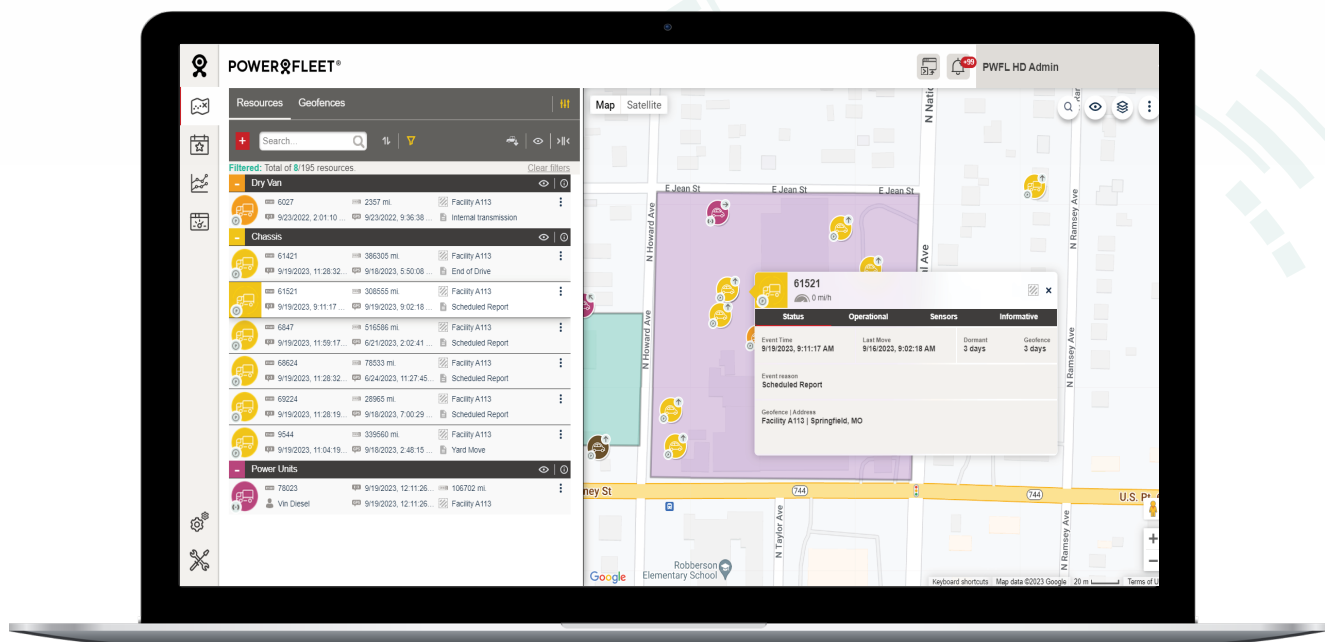 POWERFLEET®
+99
PWFL HD Admin
Resources Geofences
Search...
Filtered: Total of 8/195 resources.
Clear filters
Dry Van
6027 2357 mi. Facility A113
9/23/2022, 2:01:10 ... 9/23/2022, 9:36:38 ... Internal transmission
Chassis
61421 386305 mi. Facility A113
9/19/2023, 11:28:32... 9/18/2023, 5:50:08 ... End of Drive
61521 308555 mi. Facility A113
9/19/2023, 9:11:17 ... 9/19/2023, 9:02:18 ... Scheduled Report
6847 516586 mi. Facility A113
9/19/2023, 11:59:17... 6/21/2023, 2:02:41 ... Scheduled Report
68624 78533 mi. Facility A113
9/19/2023, 11:28:32... 6/24/2023, 11:27:45... Scheduled Report
69224 28965 mi. Facility A113
9/19/2023, 11:28:19... 9/18/2023, 7:00:29 ... Scheduled Report
9544 339560 mi. Facility A113
9/19/2023, 11:04:19... 9/18/2023, 2:48:15 ... Yard Move
Power Units
78023 9/19/2023, 12:11:26... 106702 mi.
Vin Diesel 9/19/2023, 12:11:26... Facility A113
Map Satellite
E Jean St
E Jean St
E Jean St
N Howard Ave
N Howard Ave
N Ramsey Ave
N Ramsey Ave
N Ramsey Ave
N Taylor Ave
61521
0 mi/h
Status Operational Sensors Informative
Event Time Last Move Dormant Geofence
9/19/2023, 9:11:17 AM 9/16/2023, 9:02:18 AM 3 days 3 days
Event reason
Scheduled Report
Geofence | Address
Facility A113 | Springfield, MO
ney St
744
744
U.S.
Robberson
Elementary School
Google
Keyboard shortcuts Map data ©2023 Google 20 m Terms of U